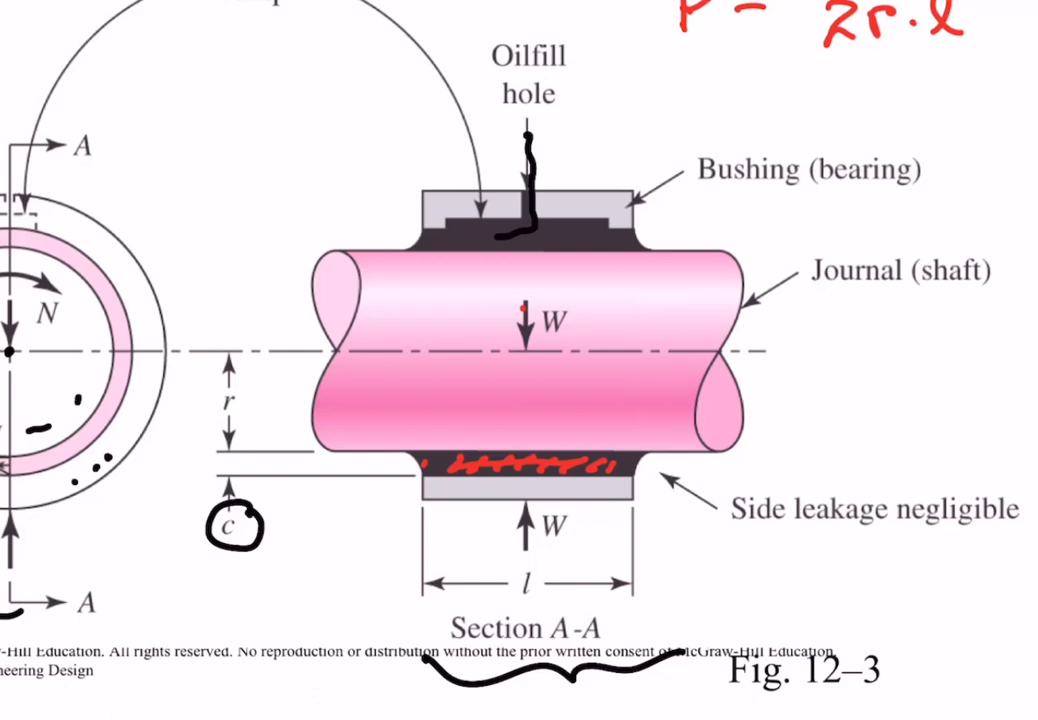 P = 2r.l
Oilfill
hole
A
Bushing (bearing)
Journal (shaft)
N
W
r
c
Side leakage negligible
W
l
A
Section A-A
-Hill Education. All rights reserved. No reproduction or distribution without the prior written consent of McGraw-Hill Education.
neering Design
Fig. 12–3